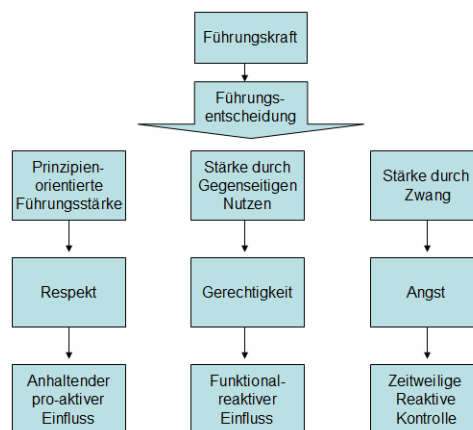 Führungskraft
Führungs-
entscheidung
Prinzipien-
orientierte
Führungsstärke
Stärke durch
Gegenseitigen
Nutzen
Stärke durch
Zwang
Respekt
Gerechtigkeit
Angst
Anhaltender
pro-aktiver
Einfluss
Funktional-
reaktiver
Einfluss
Zeitweilige
Reaktive
Kontrolle